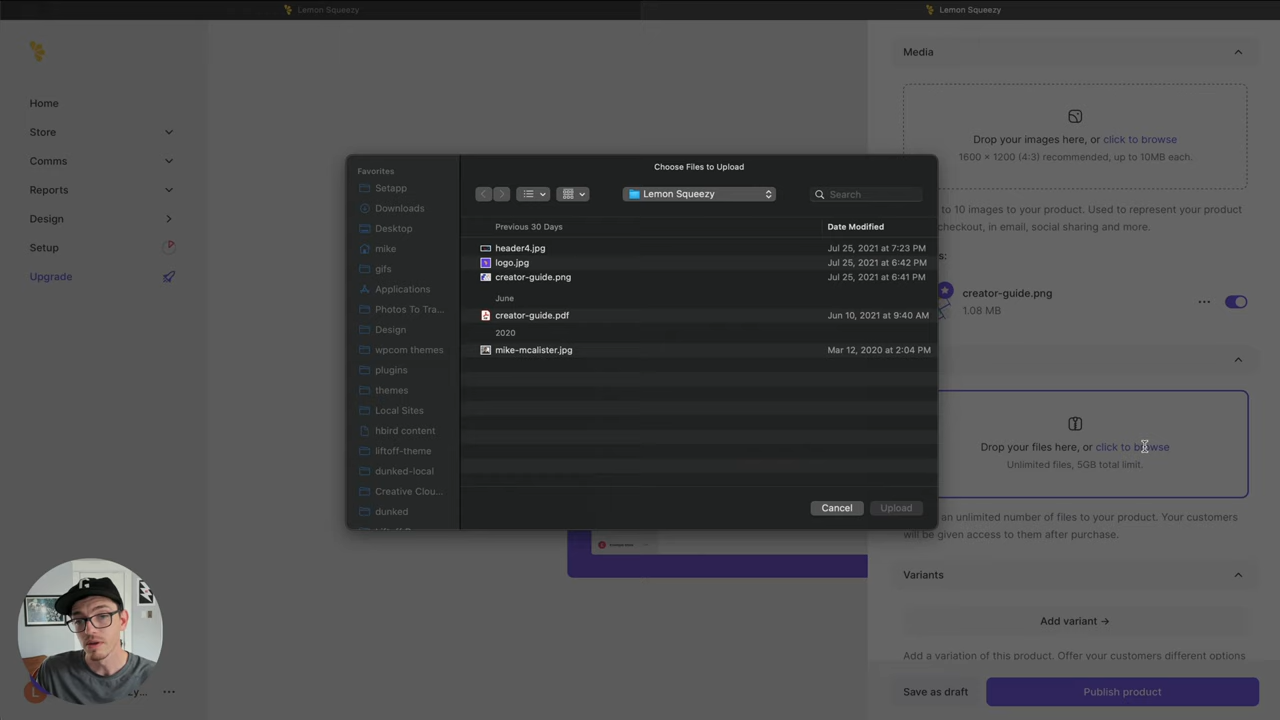 Lemon Squeezy
Lemon Squeezy
Home
Store
Comms
Reports
Design
Setup
Upgrade
Choose Files to Upload
Favorites
Setapp
Downloads
Desktop
mike
gifs
Applications
Photos To Tra...
Design
wpcom themes
plugins
themes
Local Sites
hbird content
liftoff-theme
dunked-local
Creative Clou...
dunked
Lemon Squeezy
Search
Previous 30 Days
Date Modified
header4.jpg
Jul 25, 2021 at 7:23 PM
logo.jpg
Jul 25, 2021 at 6:42 PM
creator-guide.png
Jul 25, 2021 at 6:41 PM
June
creator-guide.pdf
Jun 10, 2021 at 9:40 AM
2020
mike-mcalister.jpg
Mar 12, 2020 at 2:04 PM
Cancel
Upload
Media
Drop your images here, or click to browse
1600 × 1200 (4:3) recommended, up to 10MB each.
to 10 images to your product. Used to represent your
checkout, in email, social sharing and more.
s:
creator-guide.png
1.08 MB
Drop your files here, or click to browse
Unlimited files, 5GB total limit.
an unlimited number of files to your product. Your customers
will be given access to them after purchase.
Variants
Add variant →
Add a variation of this product. Offer your customers different options
Save as draft
Publish product